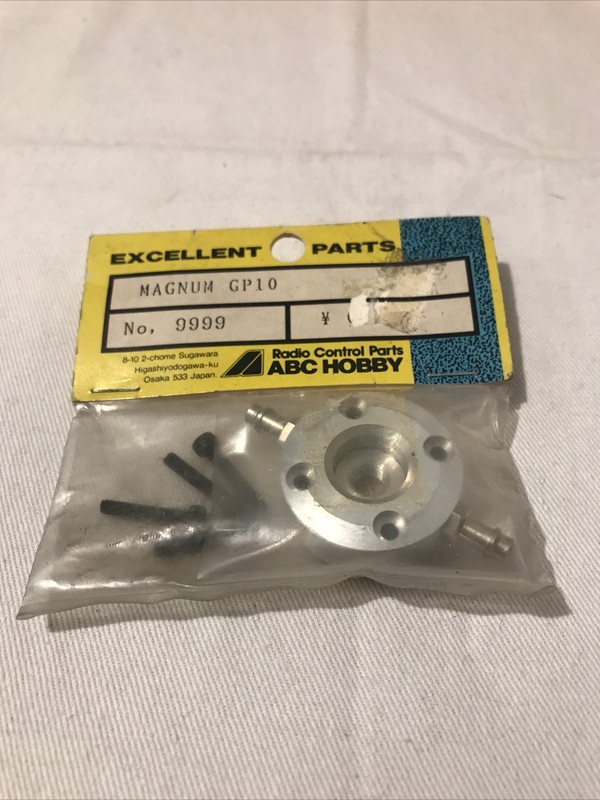 EXCELLENT PARTS
MAGNUM GP10
No, 9999
¥
8-10 2-chome Sugawara
Higashiyodogawa-ku
Osaka 533 Japan.
Radio Control Parts
ABC HOBBY